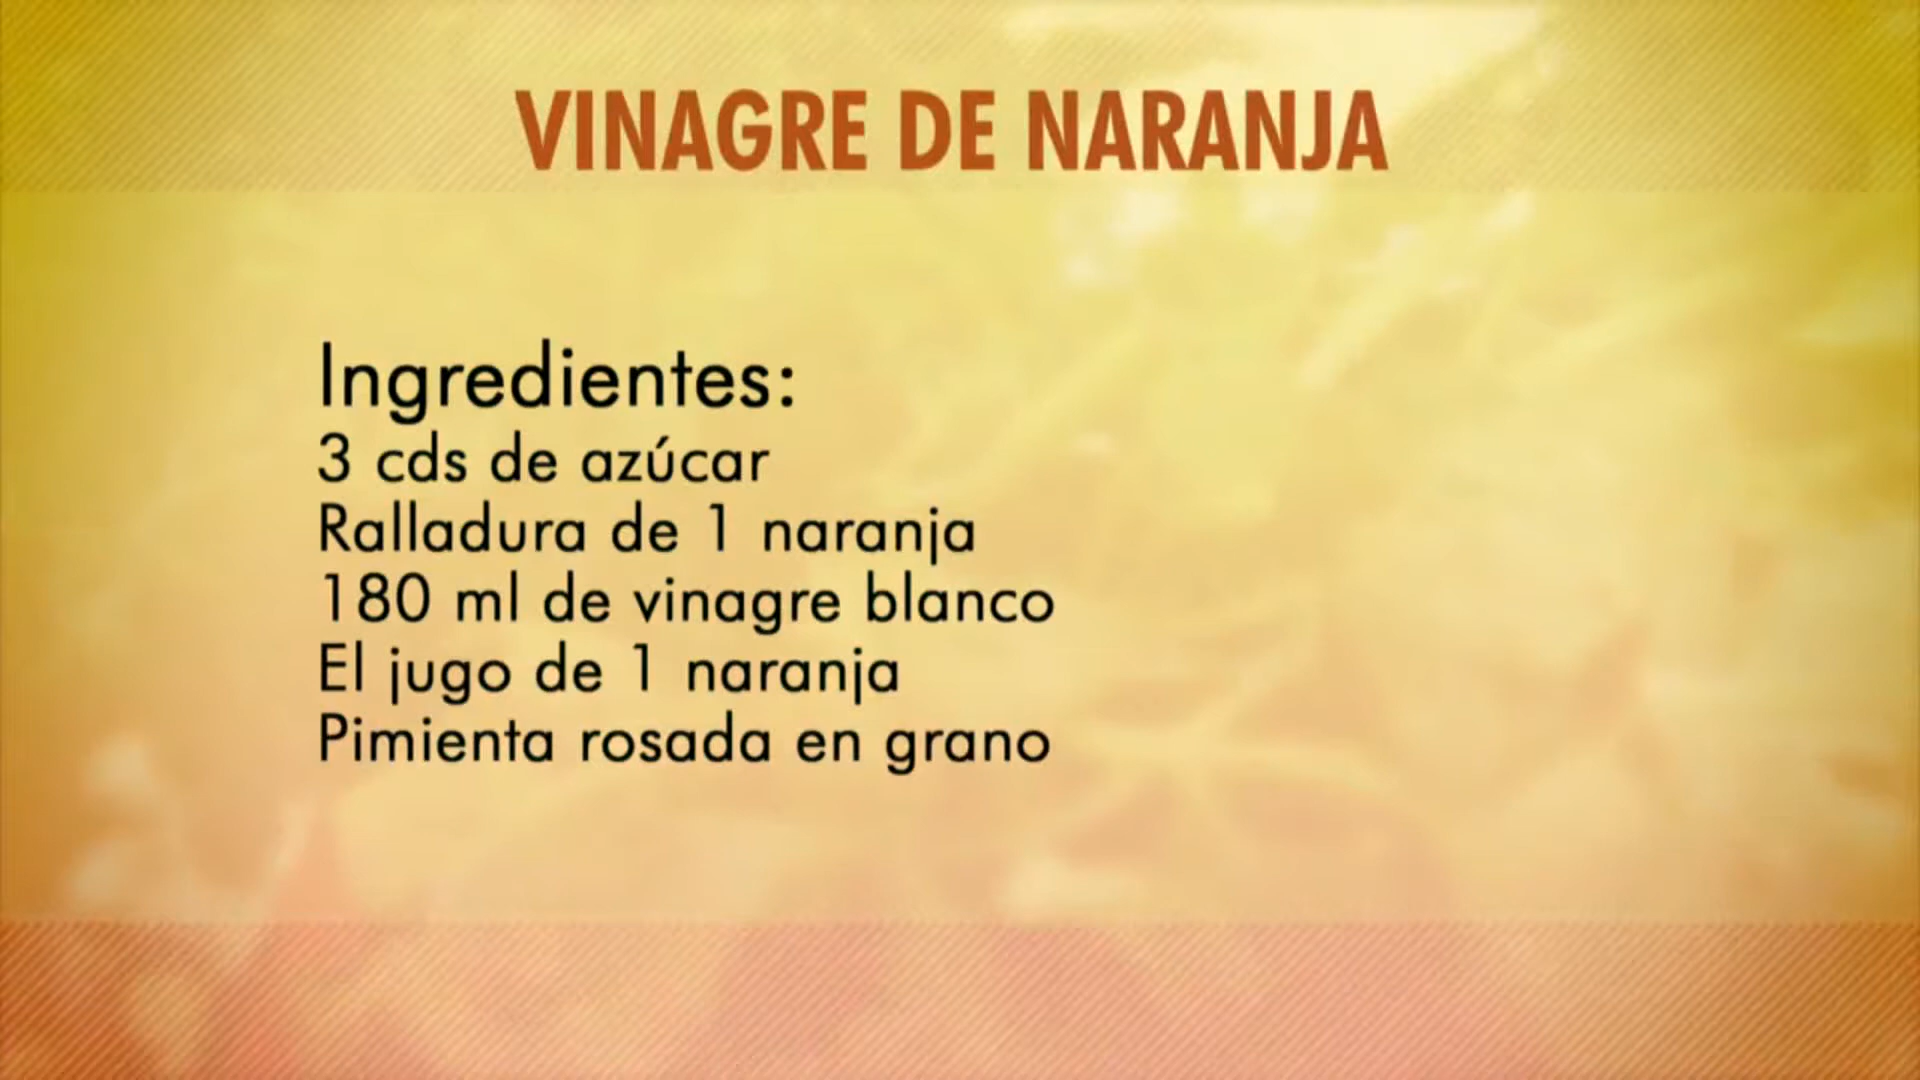 VINAGRE DE NARANJA
Ingredientes:
3 cds de azúcar
Ralladura de 1 naranja
180 ml de vinagre blanco
El jugo de 1 naranja
Pimienta rosada en grano